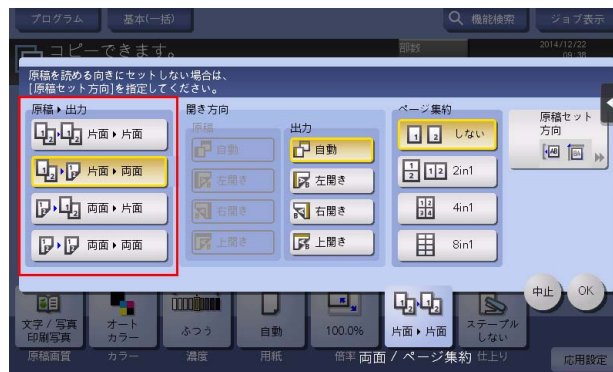 プログラム
基本(一括)
機能検索
ジョブ表示
コピーできます。
部数
2014/12/22
09:38
原稿を読める向きにセットしない場合は、
[原稿セット方向]を指定してください。
原稿 ▶ 出力
片面 ▶ 片面
片面 ▶ 両面
両面 ▶ 片面
両面 ▶ 両面
開き方向
原稿
自動
左開き
右開き
上開き
出力
自動
左開き
右開き
上開き
ページ集約
しない
2in1
4in1
8in1
原稿セット
方向
中止
OK
文字 / 写真
印刷写真
原稿画質
オート
カラー
カラー
ふつう
濃度
自動
用紙
100.0%
倍率
片面 ▶ 片面
両面 / ページ集約
ステープル
しない
仕上り
応用設定